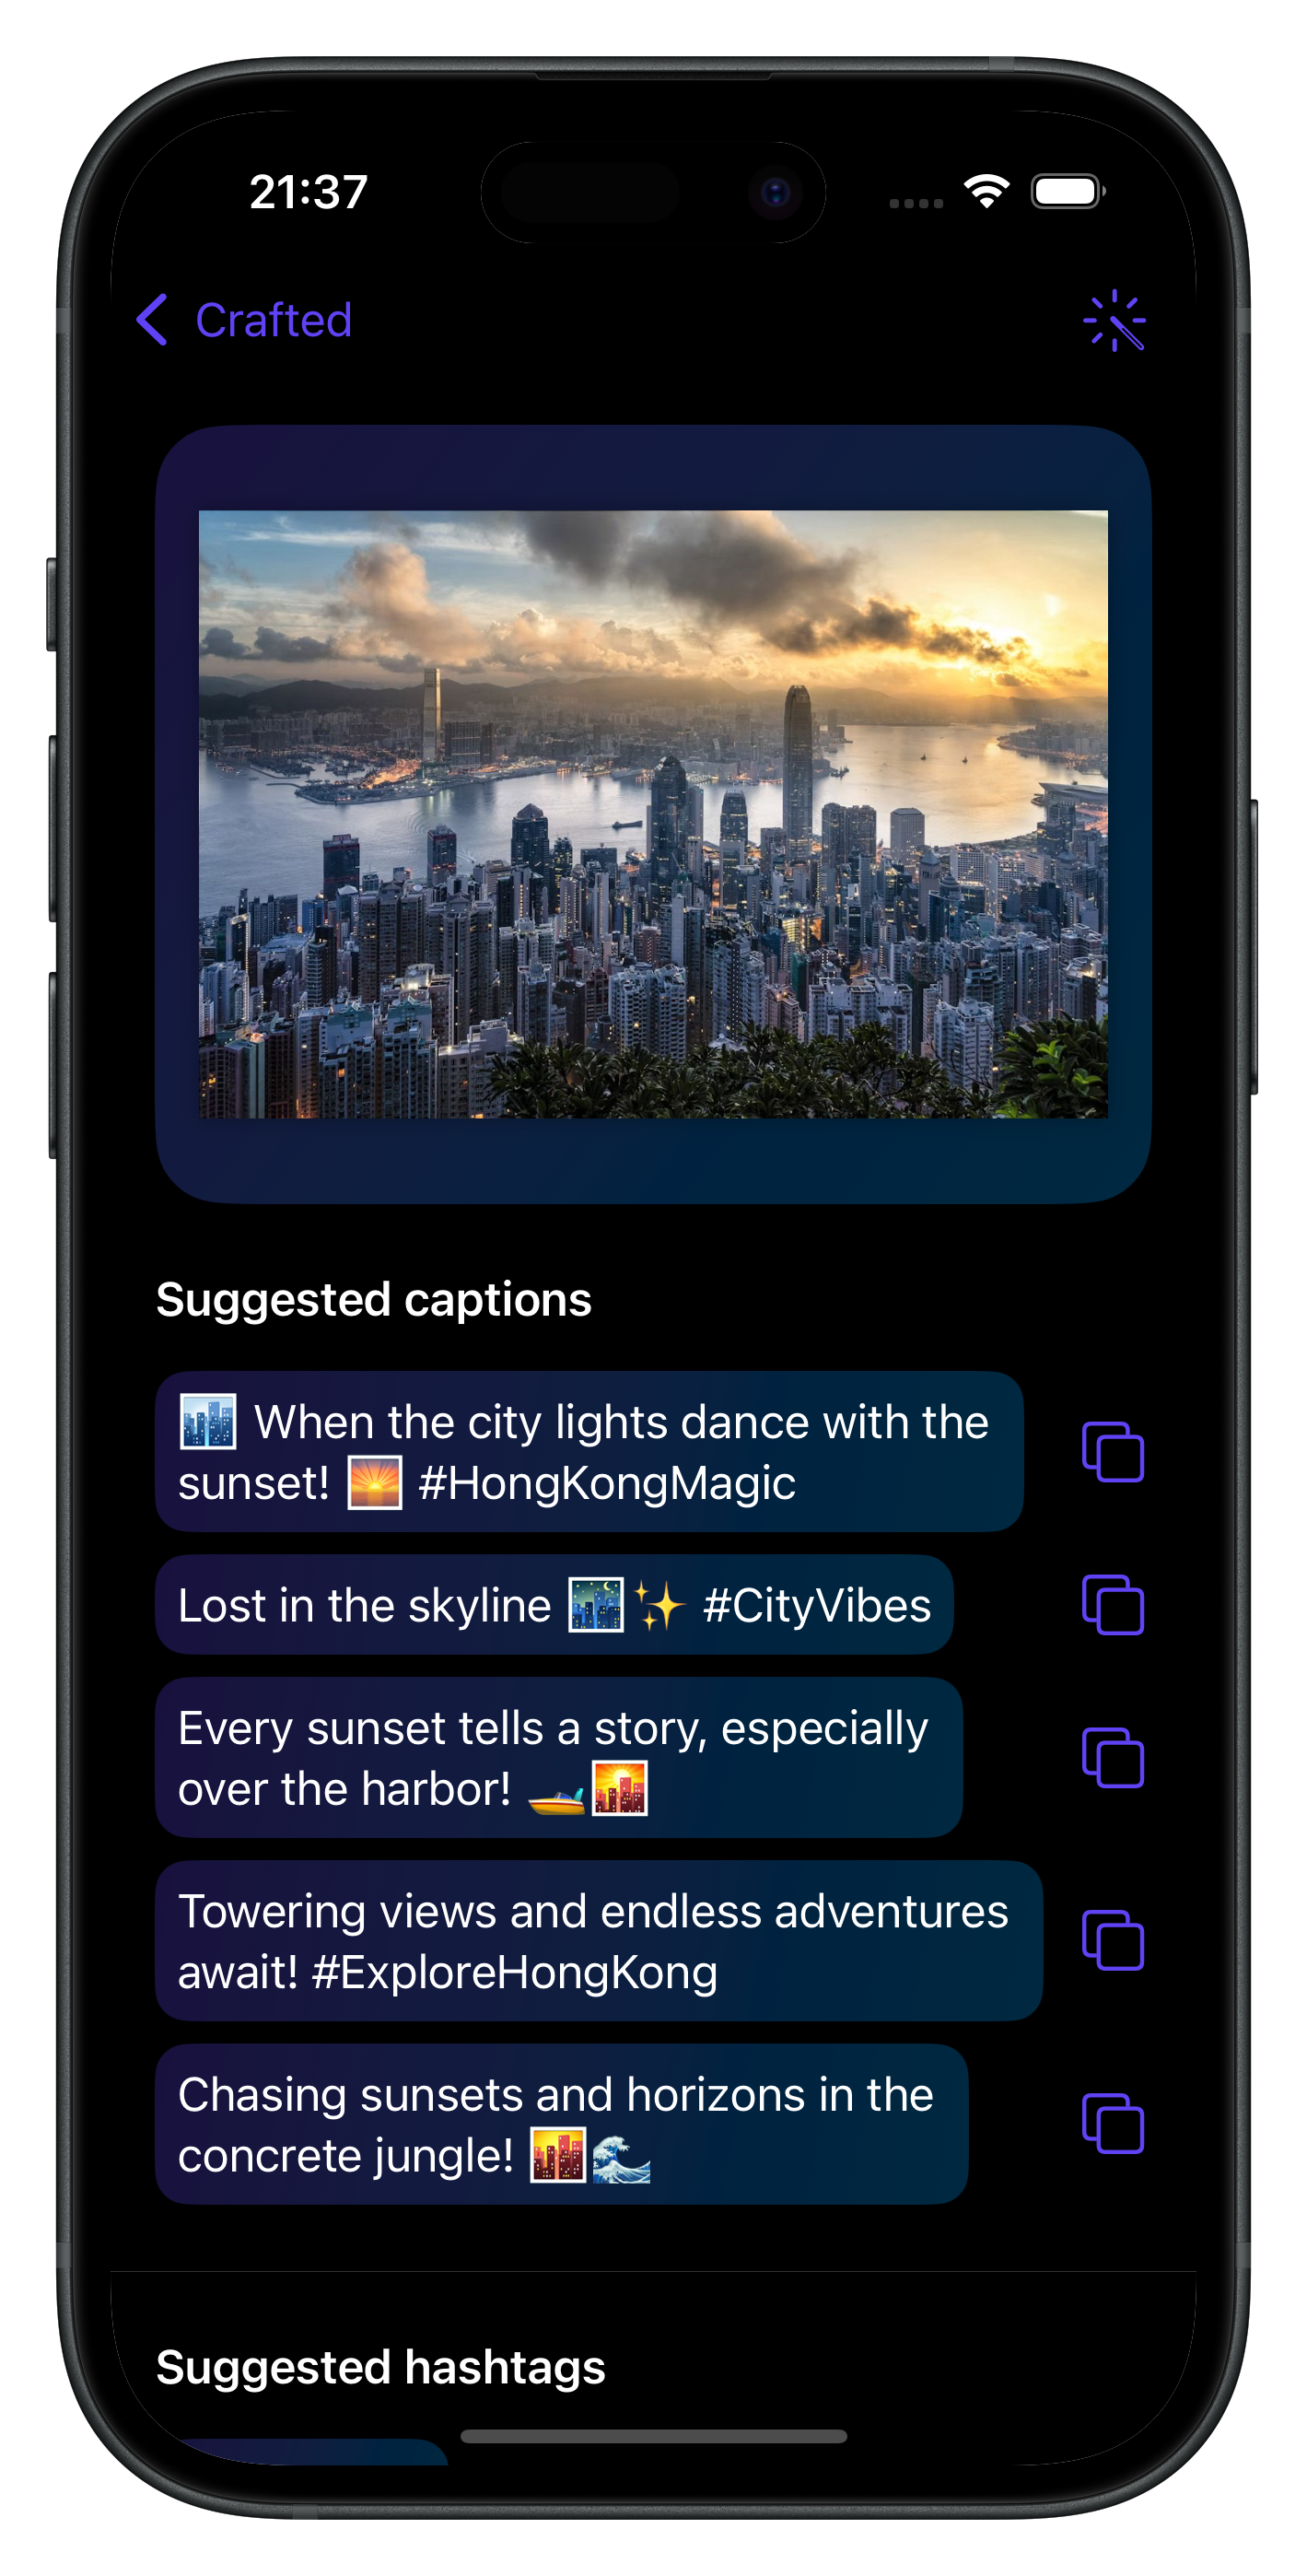 21:37
Crafted
Suggested captions
🏙️ When the city lights dance with the
sunset! 🌅 #HongKongMagic
Lost in the skyline 🌃✨ #CityVibes
Every sunset tells a story, especially
over the harbor! 🚤🌇
Towering views and endless adventures
await! #ExploreHongKong
Chasing sunsets and horizons in the
concrete jungle! 🌇🌊
Suggested hashtags